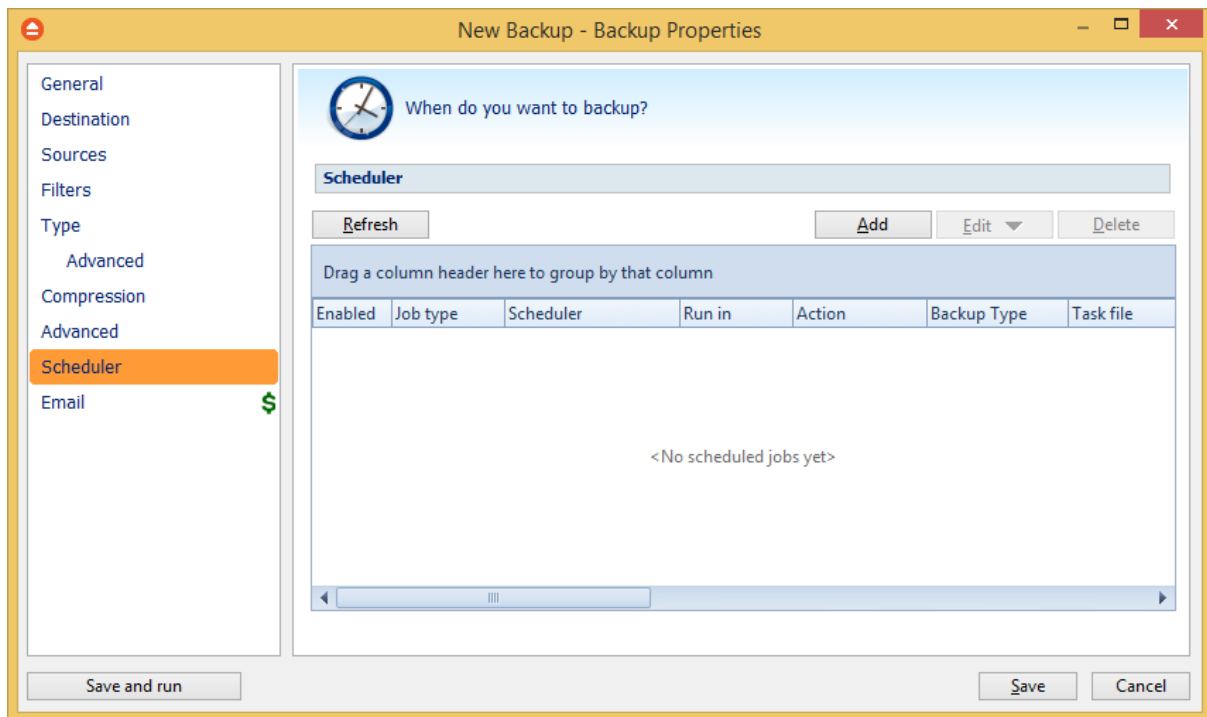 New Backup - Backup Properties
General
Destination
Sources
Filters
Type
Advanced
Compression
Advanced
Scheduler
Email $
When do you want to backup?
Scheduler
Refresh Add Edit Delete
Drag a column header here to group by that column
Enabled Job type Scheduler Run in Action Backup Type Task file
<No scheduled jobs yet>
Save and run Save Cancel